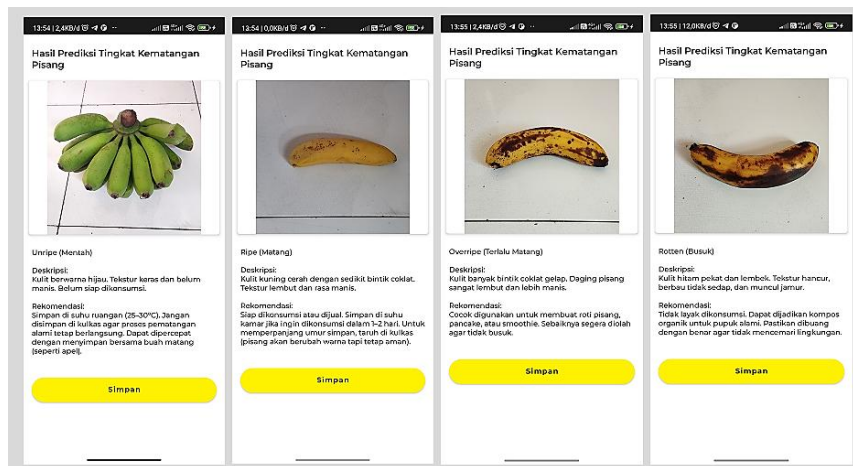 13:54 | 2,4KB/d
Hasil Prediksi Tingkat Kematangan
Pisang
Unripe (Mentah)
Deskripsi:
Kulit berwarna hijau. Tekstur keras dan belum
manis. Belum siap dikonsumsi.
Rekomendasi:
Simpan di suhu ruangan (25-30°C). Jangan
disimpan di kulkas agar proses pematangan
alami tetap berlangsung. Dapat dipercepat
dengan menyimpan bersama buah matang
(seperti apel).
Simpan
13:54 | 0,0KB/d
Hasil Prediksi Tingkat Kematangan
Pisang
Ripe (Matang)
Deskripsi:
Kulit kuning cerah dengan sedikit bintik coklat.
Tekstur lembut dan rasa manis.
Rekomendasi:
Siap dikonsumsi atau dijual. Simpan di suhu
kamar jika ingin dikonsumsi dalam 1-2 hari. Untuk
memperpanjang umur simpan, taruh di kulkas
(pisang akan berubah warna tapi tetap aman).
Simpan
13:55 | 2,4KB/d
Hasil Prediksi Tingkat Kematangan
Pisang
Overripe (Terlalu Matang)
Deskripsi:
Kulit banyak bintik coklat gelap. Daging pisang
sangat lembut dan lebih manis.
Rekomendasi:
Cocok digunakan untuk membuat roti pisang,
pancake, atau smoothie. Sebaiknya segera diolah
agar tidak busuk.
Simpan
13:55 | 12,0KB/d
Hasil Prediksi Tingkat Kematangan
Pisang
Rotten (Busuk)
Deskripsi:
Kulit hitam pekat dan lembek. Tekstur hancur,
berbau tidak sedap, dan muncul jamur.
Rekomendasi:
Tidak layak dikonsumsi. Dapat dijadikan kompos
organik untuk pupuk alami. Pastikan dibuang
dengan benar agar tidak mencemari lingkungan.
Simpan